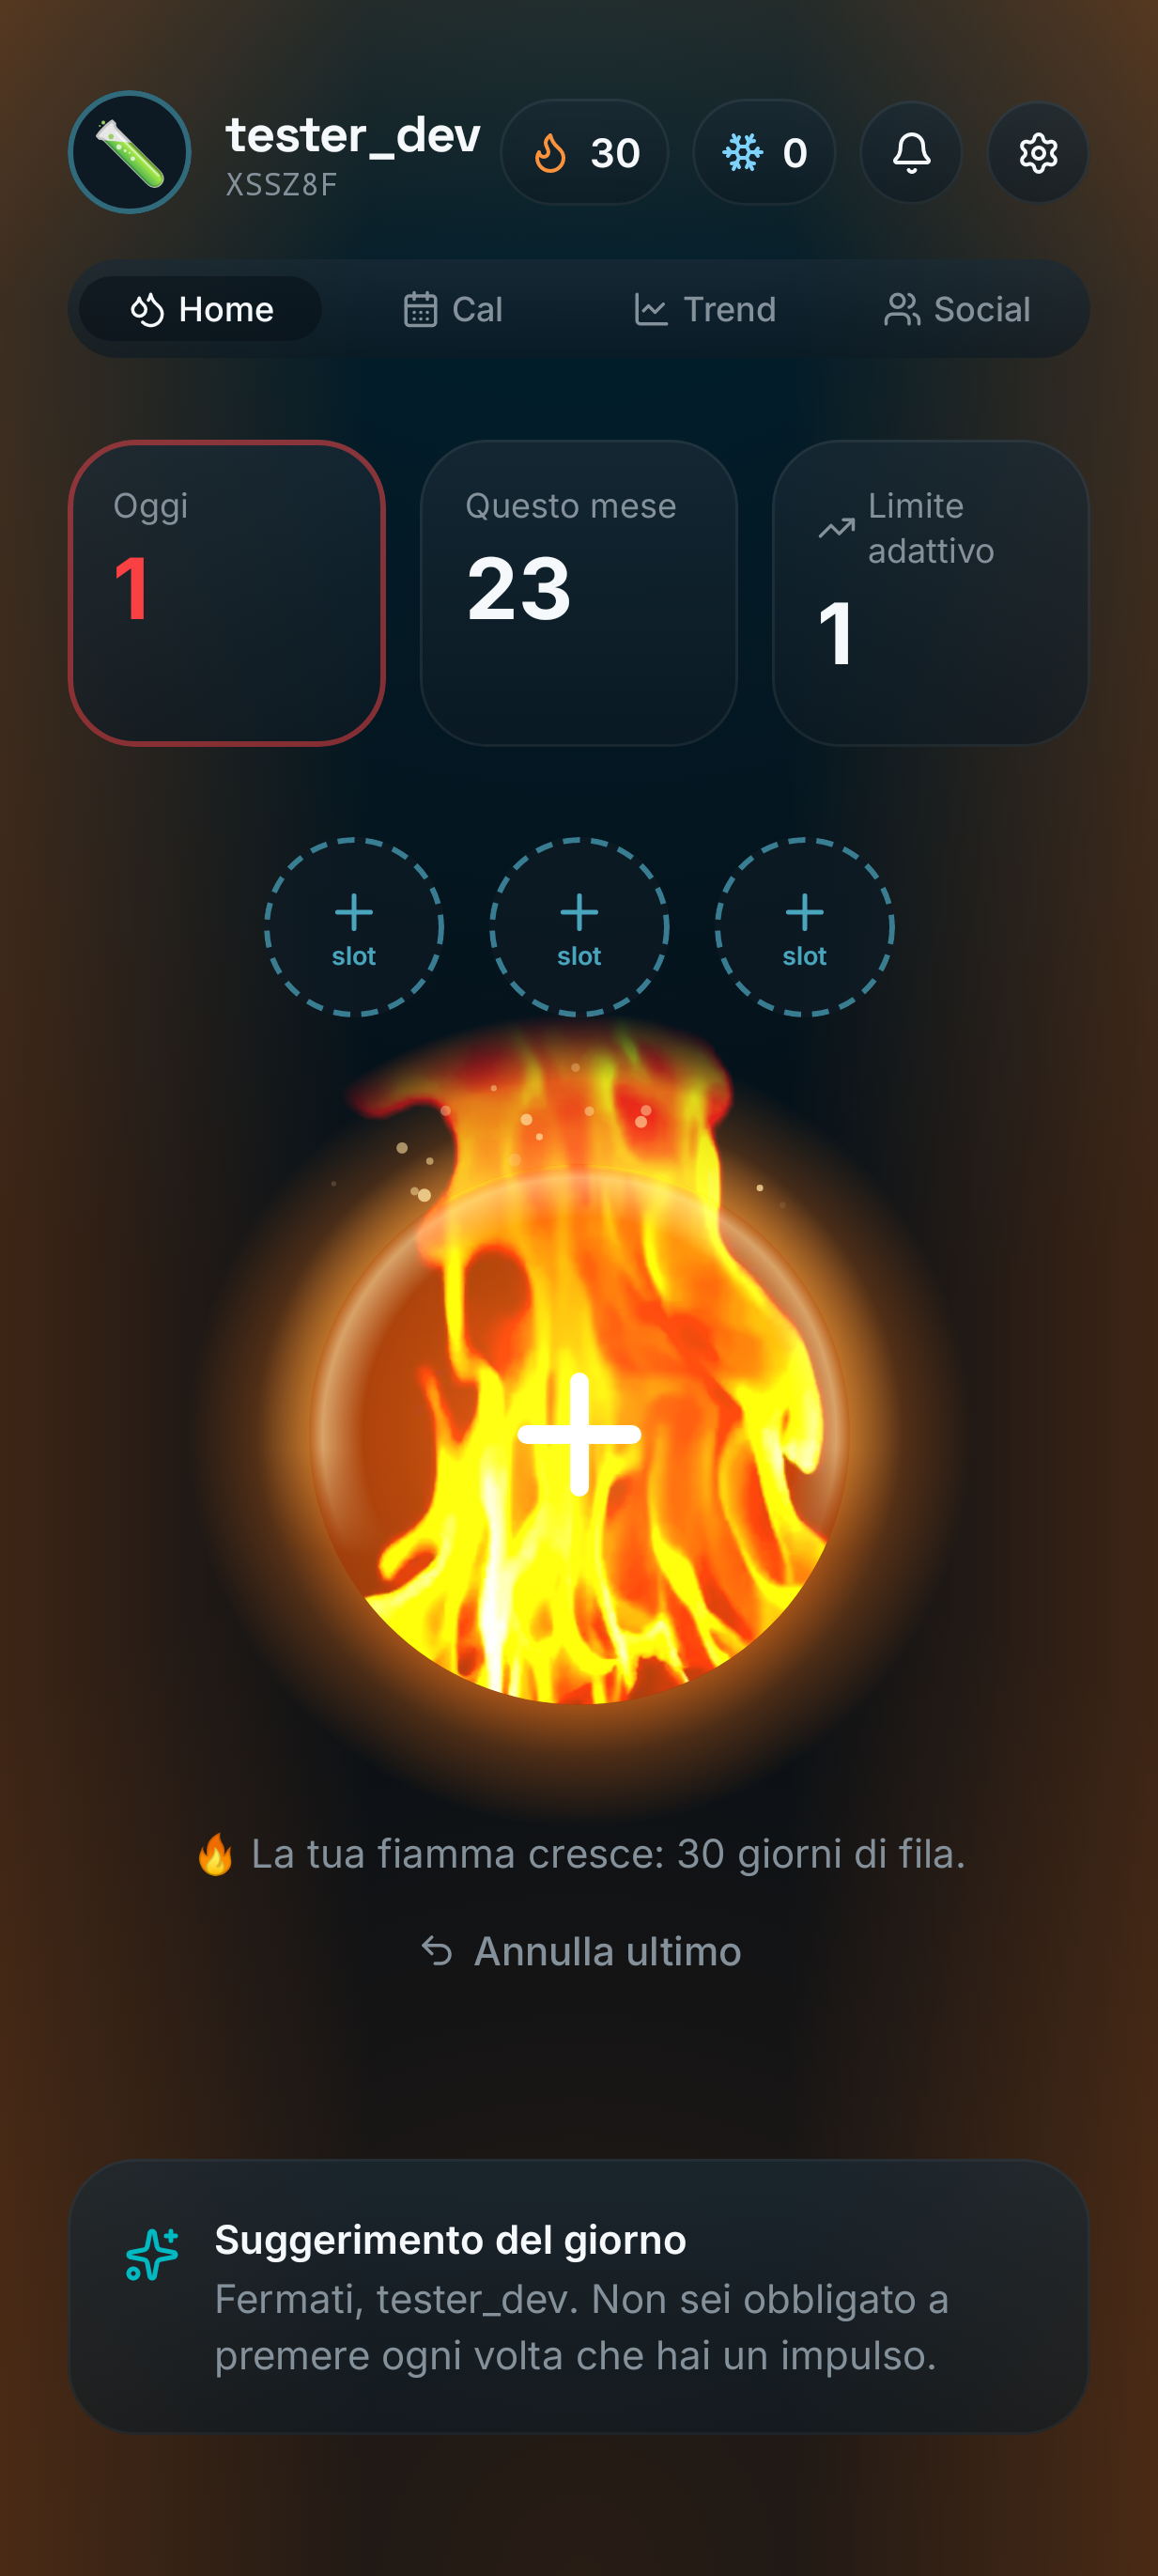 tester_dev
XSSZ8F
30
0
Home
Cal
Trend
Social
Oggi
1
Questo mese
23
Limite
adattivo
1
slot
slot
slot
La tua fiamma cresce: 30 giorni di fila.
Annulla ultimo
Suggerimento del giorno
Fermati, tester_dev. Non sei obbligato a
premere ogni volta che hai un impulso.